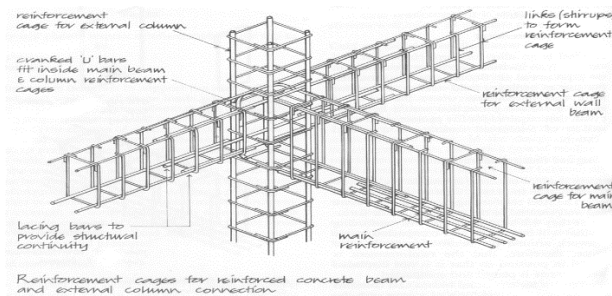 reinforcement
cage for external column
cranked 'U' bars
fit inside main beam
& column reinforcement
cages
links (stirrups)
to form
reinforcement
cage
reinforcement cage
for external wall
beam
reinforcement
cage for main
beam
lacing bars to
provide structural
continuity
main
reinforcement
Reinforcement cages for reinforced concrete beam
and external column connection